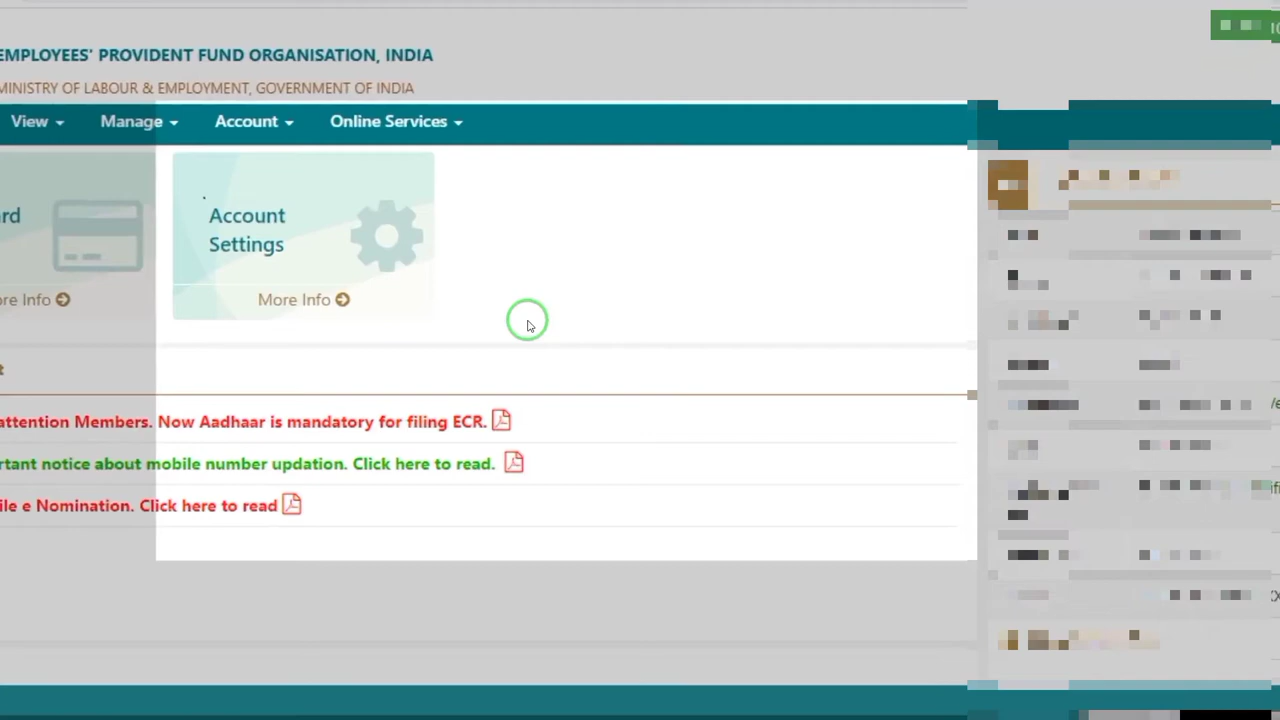 EMPLOYEES' PROVIDENT FUND ORGANISATION, INDIA
MINISTRY OF LABOUR & EMPLOYMENT, GOVERNMENT OF INDIA
View Manage Account Online Services
rd
Account
Settings
re Info
More Info
attention Members. Now Aadhaar is mandatory for filing ECR.
rtant notice about mobile number updation. Click here to read.
ile e Nomination. Click here to read